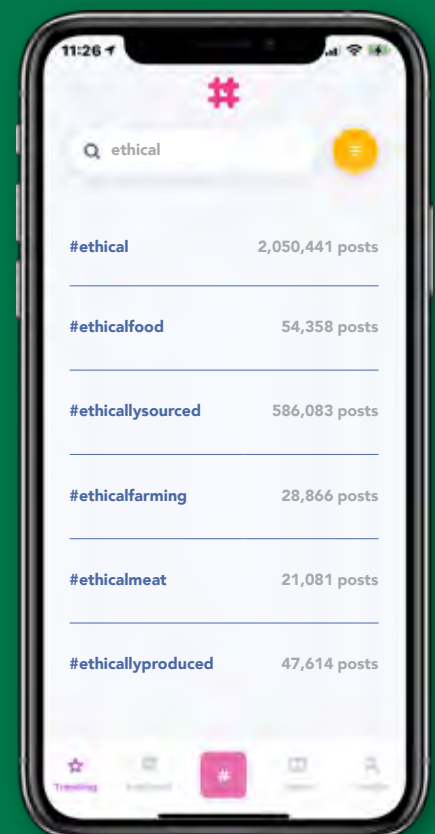 11:26
#
ethical
#ethical 2,050,441 posts
#ethicalfood 54,358 posts
#ethicallysourced 586,083 posts
#ethicalfarming 28,866 posts
#ethicalmeat 21,081 posts
#ethicallyproduced 47,614 posts
#
Trending